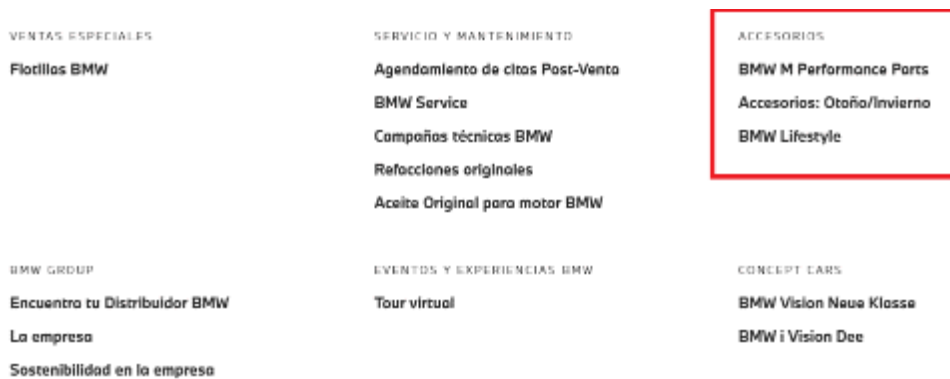 VENTAS ESPECIALES
Flotillas BMW
SERVICIO Y MANTENIMIENTO
Agendamiento de citas Post-Venta
BMW Service
Campañas técnicas BMW
Refacciones originales
Aceite Original para motor BMW
ACCESORIOS
BMW M Performance Parts
Accesorios: Otoño/Invierno
BMW Lifestyle
BMW GROUP
Encuentra tu Distribuidor BMW
La empresa
Sostenibilidad en la empresa
EVENTOS Y EXPERIENCIAS BMW
Tour virtual
CONCEPT CARS
BMW Vision Neue Klasse
BMW i Vision Dee